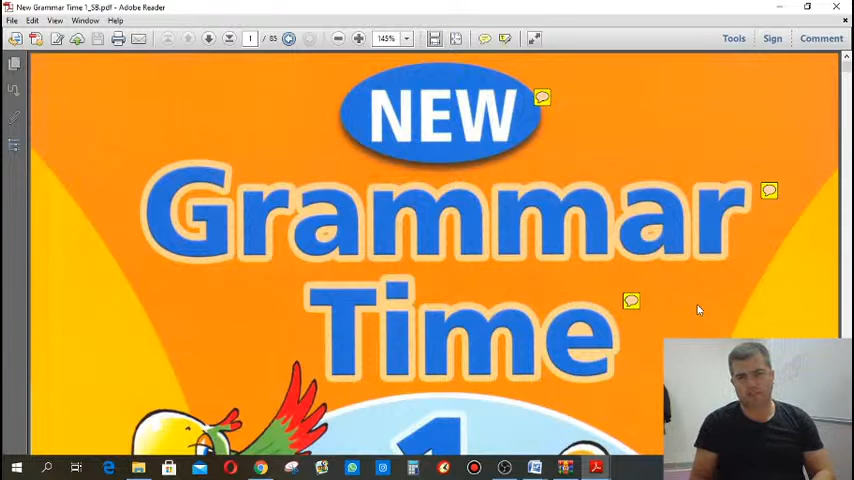 New Grammar Time 1_SB.pdf - Adobe Reader
File Edit View Window Help
1 / 85 145% Tools Sign Comment
NEW
Grammar
Time
1